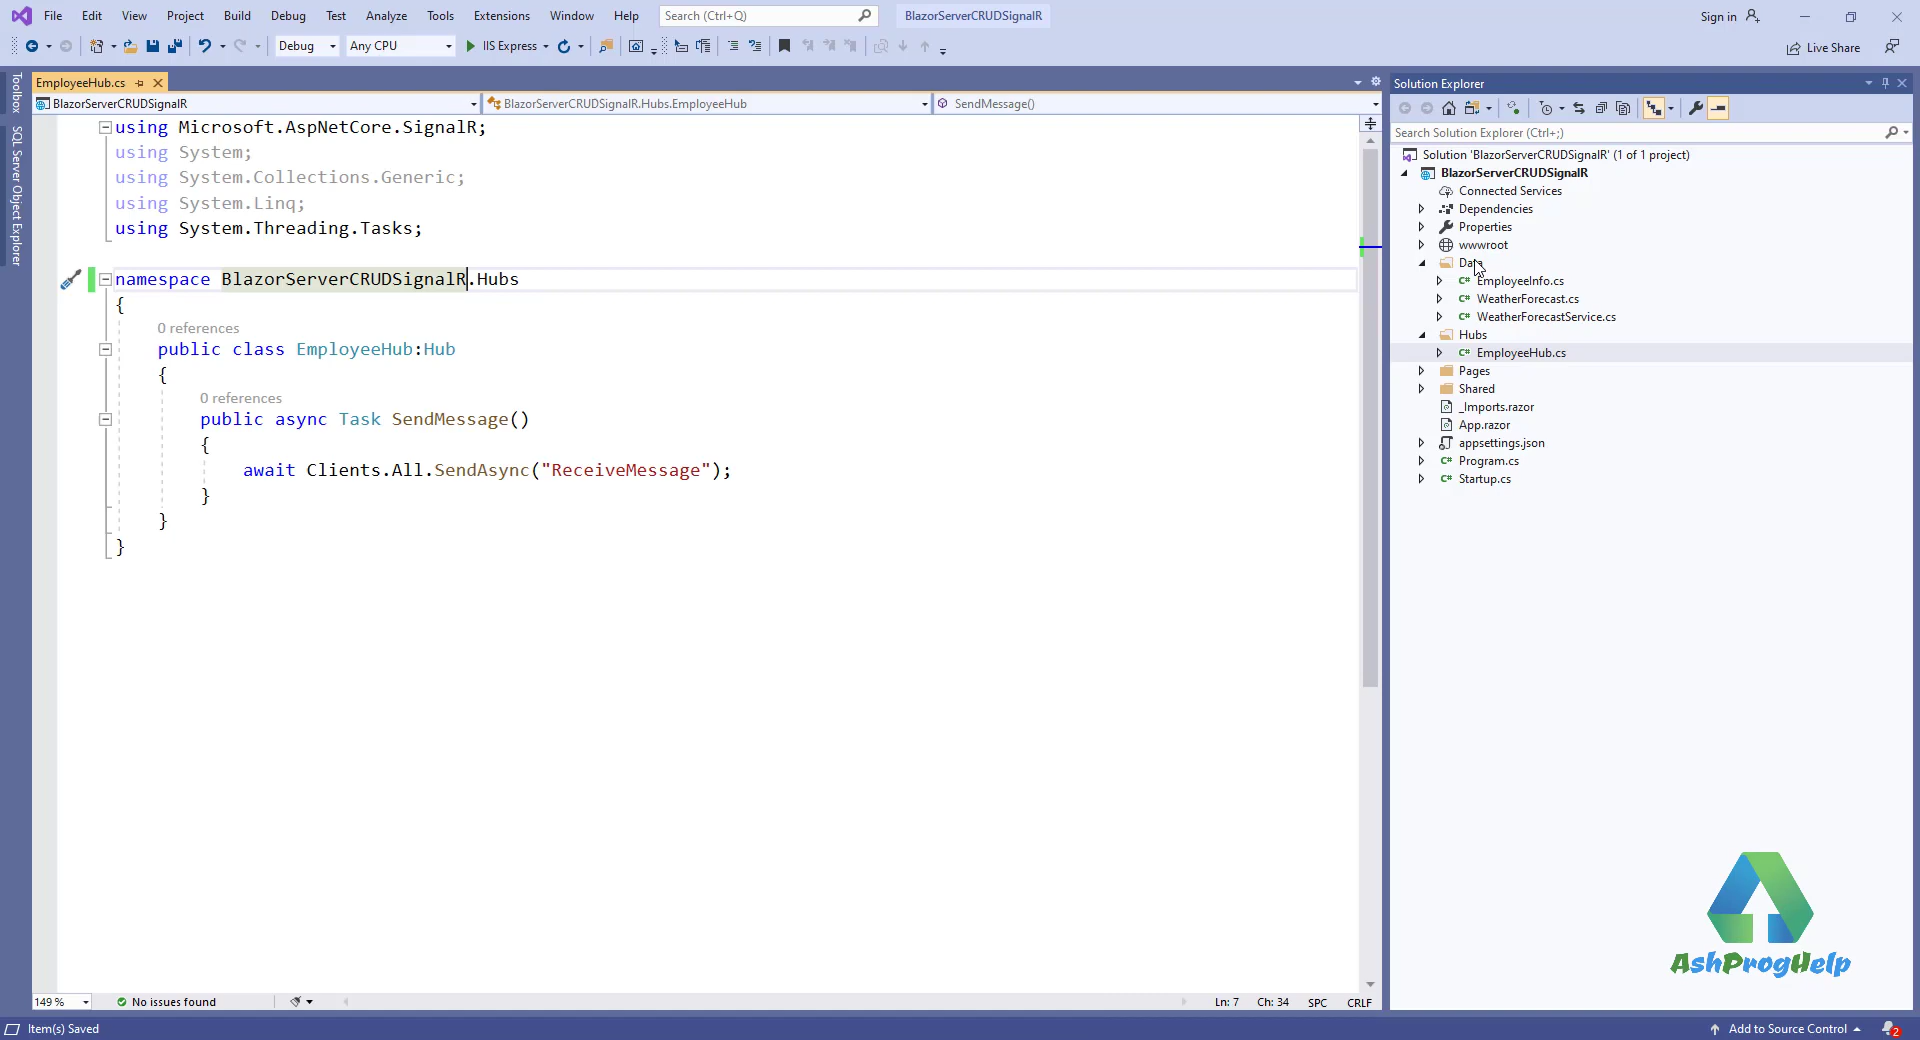 File Edit View Project Build Debug Test Analyze Tools Extensions Window Help Search (Ctrl+Q) BlazorServerCRUDSignalR Sign in
Debug Any CPU IIS Express Live Share
Toolbox
SQL Server Object Explorer
EmployeeHub.cs
BlazorServerCRUDSignalR BlazorServerCRUDSignalR.Hubs.EmployeeHub SendMessage()
using Microsoft.AspNetCore.SignalR;
using System;
using System.Collections.Generic;
using System.Linq;
using System.Threading.Tasks;
namespace BlazorServerCRUDSignalR.Hubs
{
0 references
public class EmployeeHub:Hub
{
0 references
public async Task SendMessage()
{
await Clients.All.SendAsync("ReceiveMessage");
}
}
}
149 % No issues found Ln: 7 Ch: 34 SPC CRLF
Solution Explorer
Search Solution Explorer (Ctrl+;)
Solution 'BlazorServerCRUDSignalR' (1 of 1 project)
BlazorServerCRUDSignalR
Connected Services
Dependencies
Properties
wwwroot
Data
EmployeeInfo.cs
WeatherForecast.cs
WeatherForecastService.cs
Hubs
EmployeeHub.cs
Pages
Shared
_Imports.razor
App.razor
appsettings.json
Program.cs
Startup.cs
AshProgHelp
Item(s) Saved Add to Source Control 2